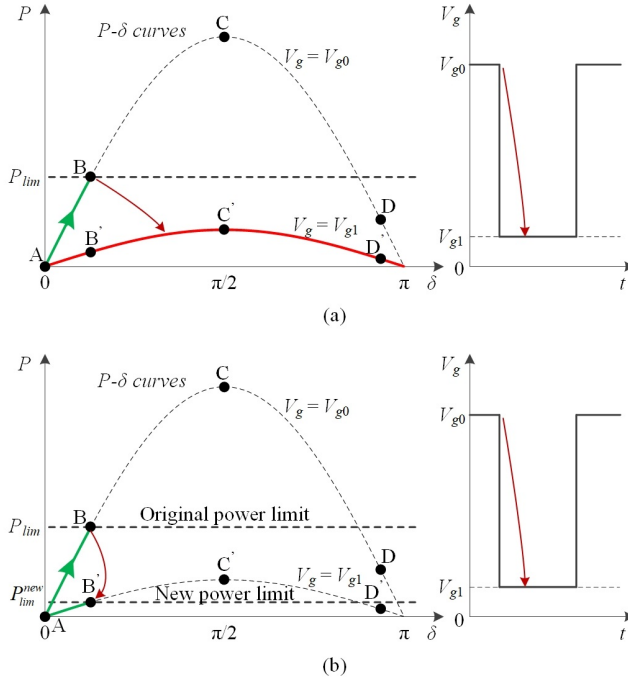 P
C
V_g
P-δ curves
V_g = V_g0
V_g0
B
P_lim
C'
D
V_g = V_g1
B'
D'
V_g1
A
0
0
π/2
π
δ
t
(a)
P
C
V_g
P-δ curves
V_g = V_g0
V_g0
B
Original power limit
P_lim
C'
D
V_g = V_g1
P_lim^new
B'
New power limit
D'
V_g1
A
0
0
π/2
π
δ
t
(b)